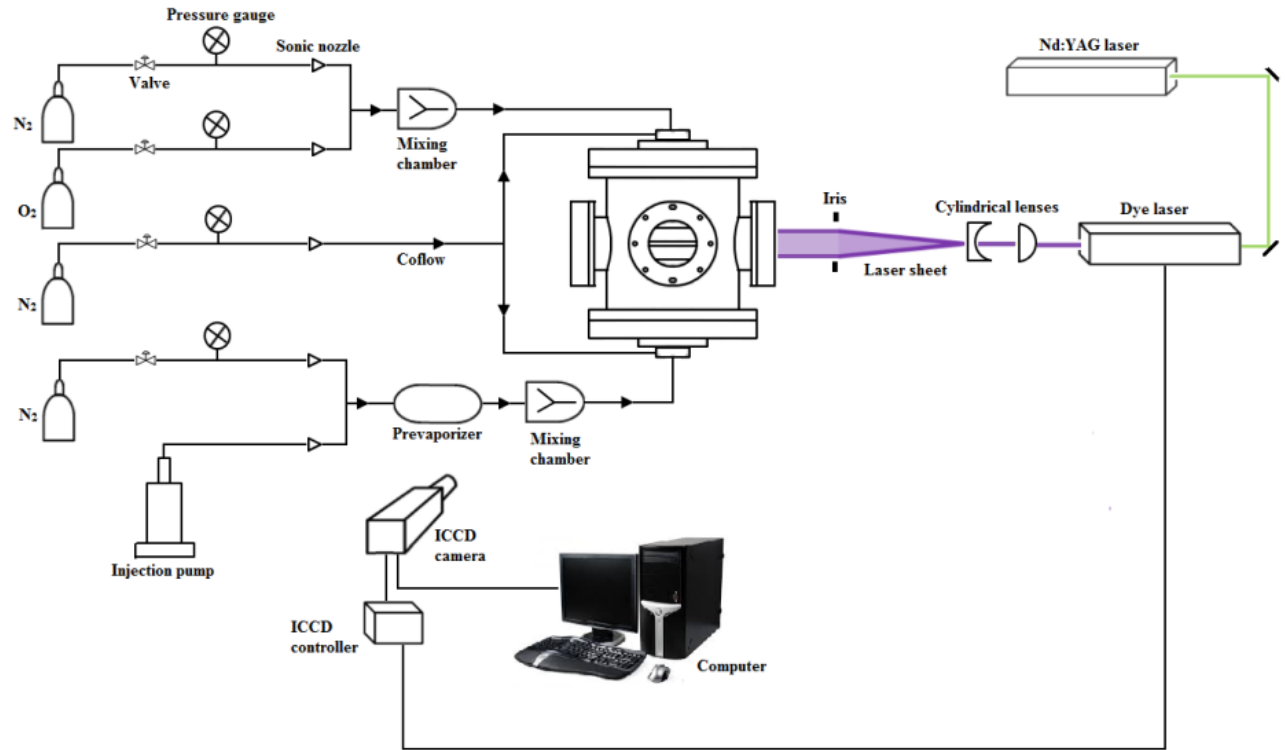 Pressure gauge
Sonic nozzle
Nd:YAG laser
Valve
N₂
Mixing
chamber
O₂
Iris
Cylindrical lenses
Dye laser
Coflow
Laser sheet
N₂
N₂
Prevaporizer
Mixing
chamber
ICCD
camera
Injection pump
ICCD
controller
Computer